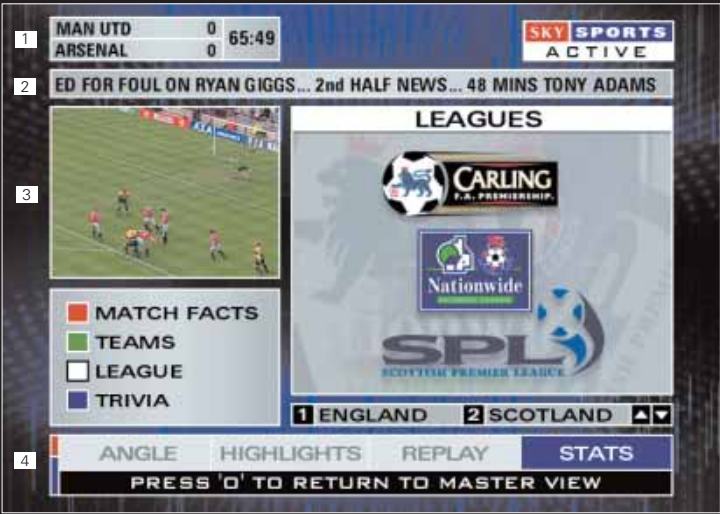 1
MAN UTD 0
ARSENAL 0
65:49
SKY SPORTS
ACTIVE
2
ED FOR FOUL ON RYAN GIGGS... 2nd HALF NEWS... 48 MINS TONY ADAMS
3
LEAGUES
CARLING
F.A. PREMIERSHIP.
Nationwide
SPL
SCOTTISH PREMIER LEAGUE
MATCH FACTS
TEAMS
LEAGUE
TRIVIA
1 ENGLAND 2 SCOTLAND
4
ANGLE HIGHLIGHTS REPLAY STATS
PRESS 'O' TO RETURN TO MASTER VIEW